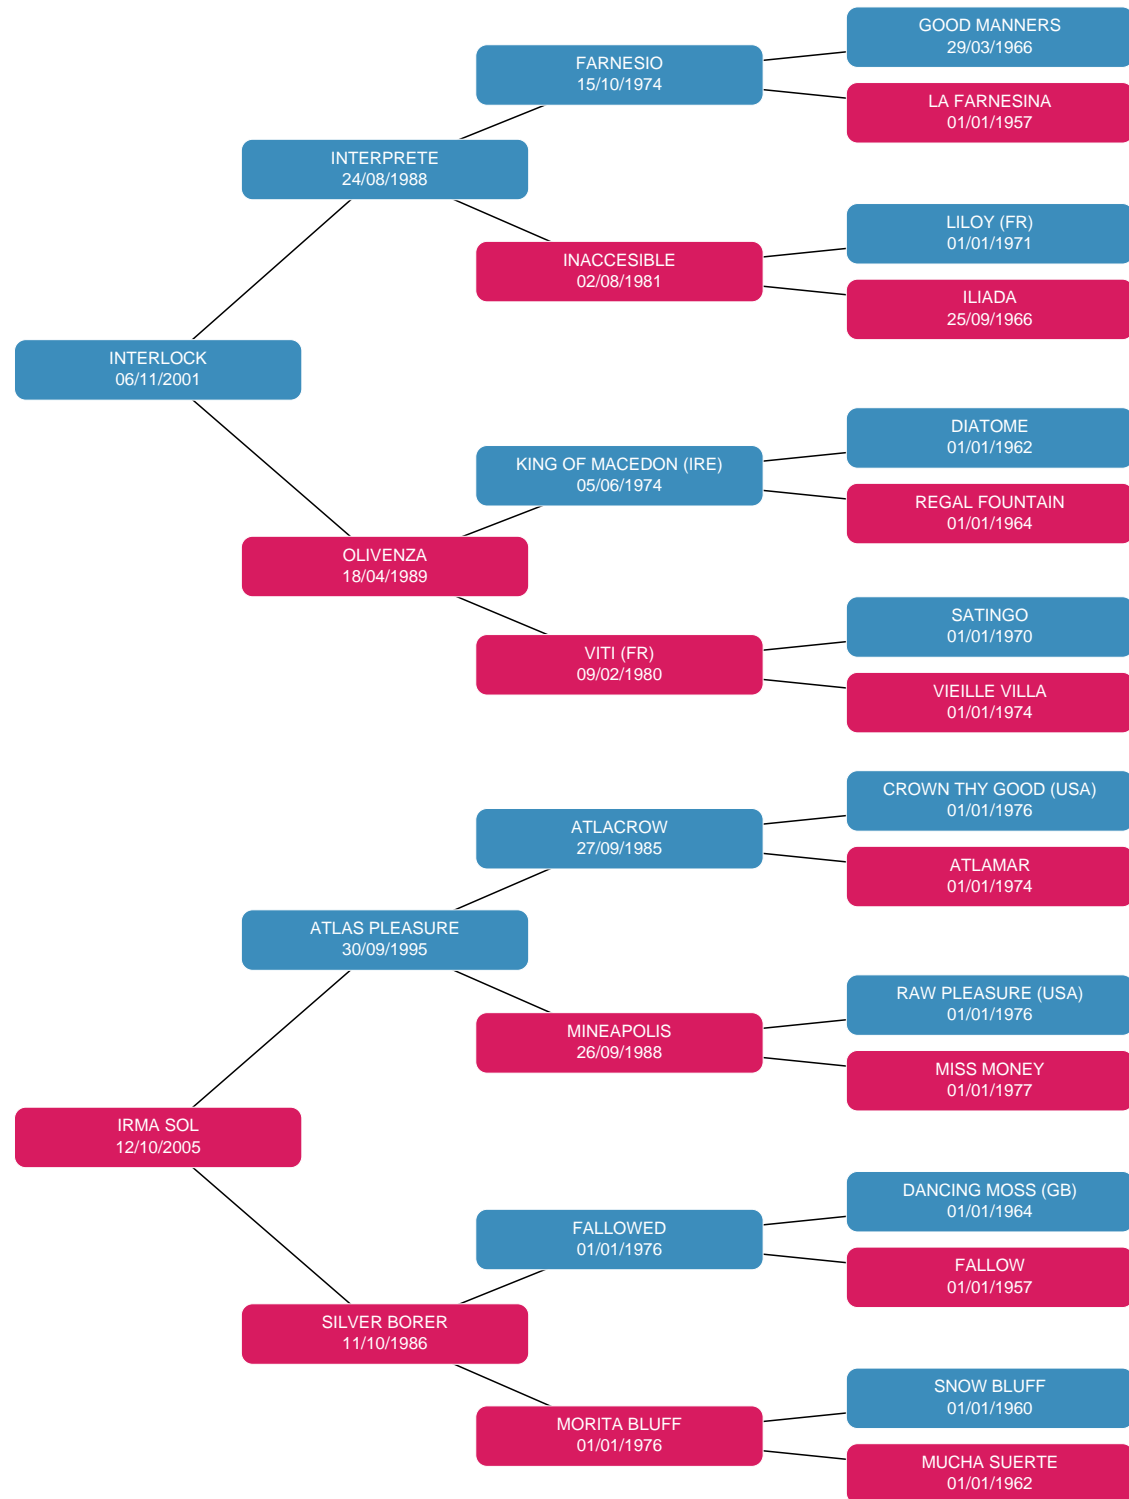 GOOD MANNERS
29/03/1966
FARNESIO
15/10/1974
LA FARNESINA
01/01/1957
INTERPRETE
24/08/1988
LILOY (FR)
01/01/1971
INACCESIBLE
02/08/1981
ILIADA
25/09/1966
INTERLOCK
06/11/2001
DIATOME
01/01/1962
KING OF MACEDON (IRE)
05/06/1974
REGAL FOUNTAIN
01/01/1964
OLIVENZA
18/04/1989
SATINGO
01/01/1970
VITI (FR)
09/02/1980
VIEILLE VILLA
01/01/1974
CROWN THY GOOD (USA)
01/01/1976
ATLACROW
27/09/1985
ATLAMAR
01/01/1974
ATLAS PLEASURE
30/09/1995
RAW PLEASURE (USA)
01/01/1976
MINEAPOLIS
26/09/1988
MISS MONEY
01/01/1977
IRMA SOL
12/10/2005
DANCING MOSS (GB)
01/01/1964
FALLOWED
01/01/1976
FALLOW
01/01/1957
SILVER BORER
11/10/1986
SNOW BLUFF
01/01/1960
MORITA BLUFF
01/01/1976
MUCHA SUERTE
01/01/1962